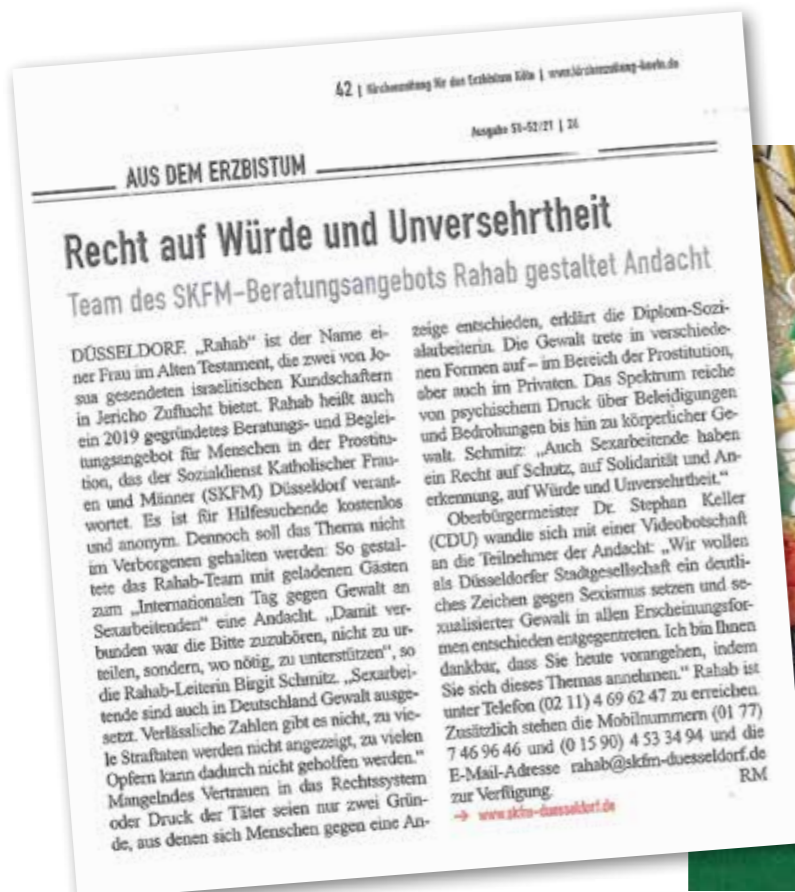 42 | Kirchenzeitung für das Erzbistum Köln | www.kirchenzeitung-koeln.de
Ausgabe 51-52/21 | 26
AUS DEM ERZBISTUM
Recht auf Würde und Unversehrtheit
Team des SKFM-Beratungsangebots Rahab gestaltet Andacht
DÜSSELDORF. „Rahab“ ist der Name ei-
ner Frau im Alten Testament, die zwei von Jo-
sua gesendeten israelitischen Kundschaftern
in Jericho Zuflucht bietet. Rahab heißt auch
ein 2019 gegründetes Beratungs- und Beglei-
tungsangebot für Menschen in der Prostitu-
tion, das der Sozialdienst Katholischer Frau-
en und Männer (SKFM) Düsseldorf verant-
wortet. Es ist für Hilfesuchende kostenlos
und anonym. Dennoch soll das Thema nicht
im Verborgenen gehalten werden: So gestal-
tete das Rahab-Team mit geladenen Gästen
zum „Internationalen Tag gegen Gewalt an
Sexarbeitenden“ eine Andacht. „Damit ver-
bunden war die Bitte zuzuhören, nicht zu ur-
teilen, sondern, wo nötig, zu unterstützen“, so
die Rahab-Leiterin Birgit Schmitz. „Sexarbei-
tende sind auch in Deutschland Gewalt ausge-
setzt. Verlässliche Zahlen gibt es nicht, zu vie-
le Straftaten werden nicht angezeigt, zu vielen
Opfern kann dadurch nicht geholfen werden.“
Mangelndes Vertrauen in das Rechtssystem
oder Druck der Täter seien nur zwei Grün-
de, aus denen sich Menschen gegen eine An-
zeige entschieden, erklärt die Diplom-Sozi-
alarbeiterin. Die Gewalt trete in verschiede-
nen Formen auf – im Bereich der Prostitution,
aber auch im Privaten. Das Spektrum reiche
von psychischem Druck über Beleidigungen
und Bedrohungen bis hin zu körperlicher Ge-
walt. Schmitz: „Auch Sexarbeitende haben
ein Recht auf Schutz, auf Solidarität und An-
erkennung, auf Würde und Unversehrtheit.“
Oberbürgermeister Dr. Stephan Keller
(CDU) wandte sich mit einer Videobotschaft
an die Teilnehmer der Andacht: „Wir wollen
als Düsseldorfer Stadtgesellschaft ein deutli-
ches Zeichen gegen Sexismus setzen und se-
xualisierter Gewalt in allen Erscheinungsfor-
men entschieden entgegentreten. Ich bin Ihnen
dankbar, dass Sie heute vorangehen, indem
Sie sich dieses Themas annehmen.“ Rahab ist
unter Telefon (02 11) 4 69 62 47 zu erreichen.
Zusätzlich stehen die Mobilnummern (01 77)
7 46 96 46 und (0 15 90) 4 53 34 94 und die
E-Mail-Adresse rahab@skfm-duesseldorf.de
zur Verfügung. RM
→ www.skfm-duesseldorf.de